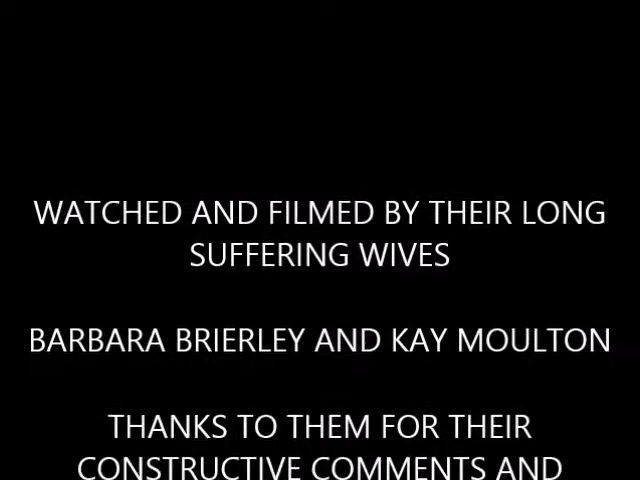 WATCHED AND FILMED BY THEIR LONG
SUFFERING WIVES
BARBARA BRIERLEY AND KAY MOULTON
THANKS TO THEM FOR THEIR
CONSTRUCTIVE COMMENTS AND